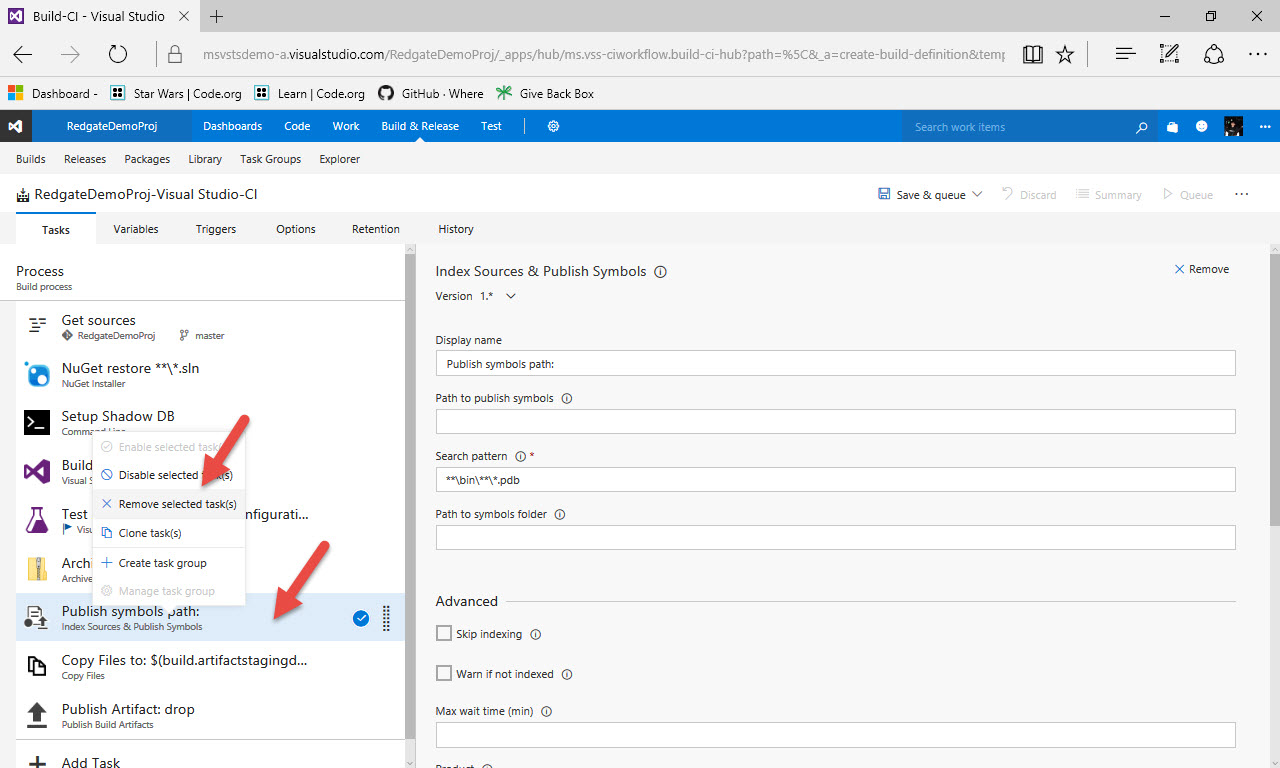 Build-CI - Visual Studio
msvstsdemo-a.visualstudio.com/RedgateDemoProj/_apps/hub/ms.vss-ciworkflow.build-ci-hub?path=%5C&_a=create-build-definition&temp
Dashboard - Star Wars | Code.org Learn | Code.org GitHub · Where Give Back Box
RedgateDemoProj Dashboards Code Work Build & Release Test Search work items
Builds Releases Packages Library Task Groups Explorer
RedgateDemoProj-Visual Studio-CI Save & queue Discard Summary Queue
Tasks Variables Triggers Options Retention History
Process
Build process
Get sources
RedgateDemoProj master
NuGet restore **\*.sln
NuGet Installer
Setup Shadow DB
Command Line
Enable selected task(
Build
Visual S
Disable selected task(s)
Remove selected task(s)
Test nfigurati...
Visu
Clone task(s)
Archi
Archive
Create task group
Manage task group
Publish symbols path:
Index Sources & Publish Symbols
Copy Files to: $(build.artifactstagingd...
Copy Files
Publish Artifact: drop
Publish Build Artifacts
Add Task
Index Sources & Publish Symbols Remove
Version 1.*
Display name
Publish symbols path:
Path to publish symbols
Search pattern *
**\bin\**\*.pdb
Path to symbols folder
Advanced
Skip indexing
Warn if not indexed
Max wait time (min)
Product